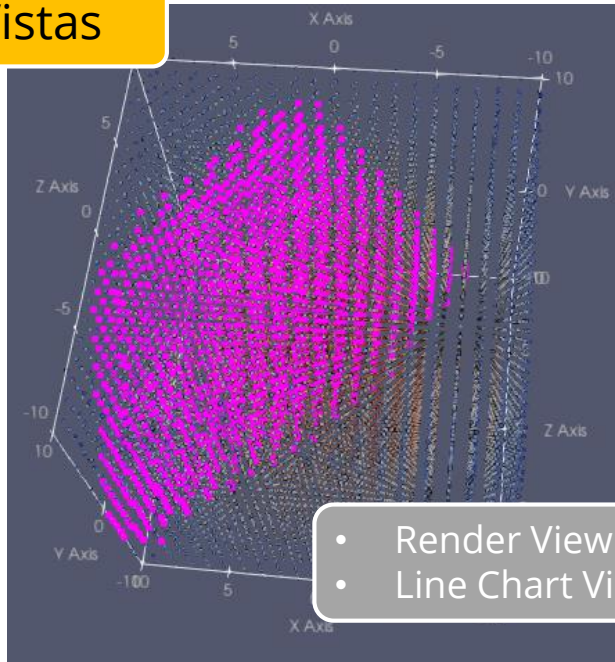 istas
X Axis
5 0 -5 -10
10
5
Z Axis
0
0 Y Axis
-5
-10
10
Z Axis
0
Y Axis
5
X Axis
• Render View
• Line Chart Vi